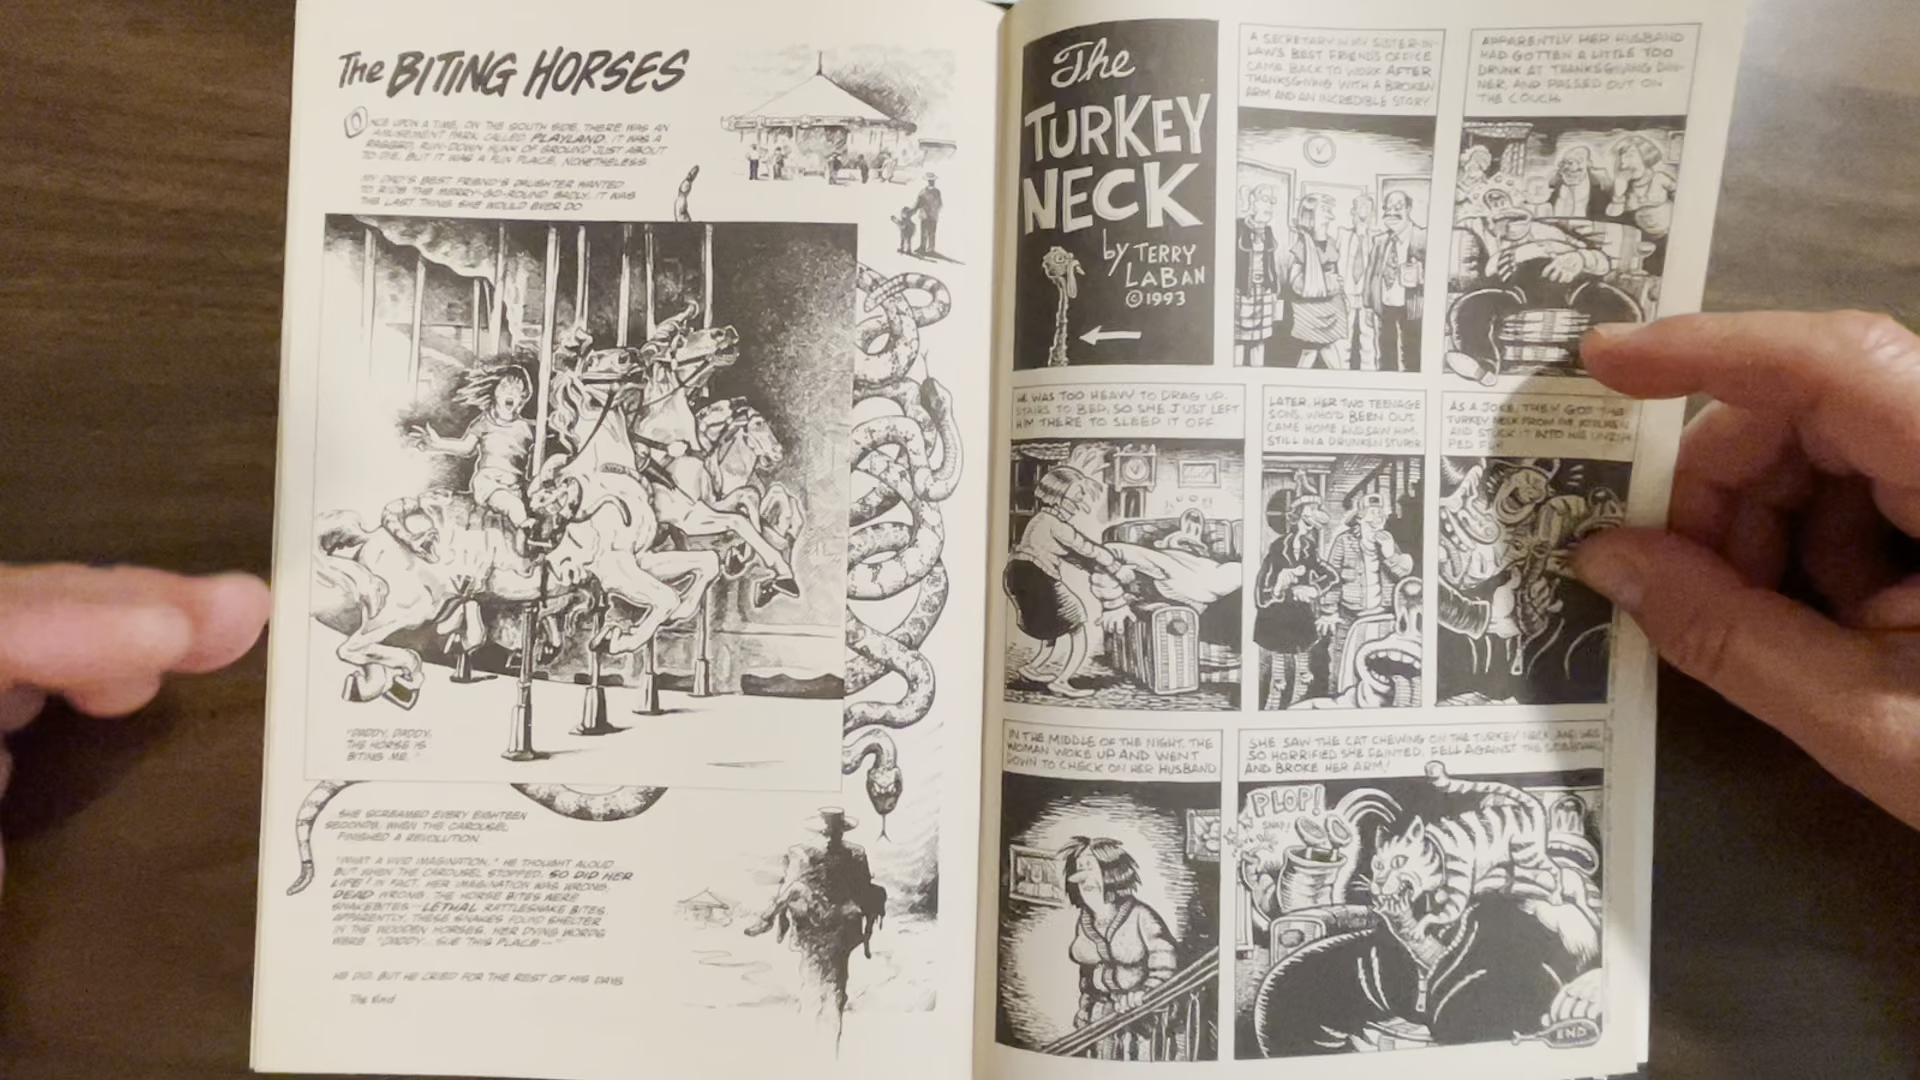 The BITING HORSES
ONCE UPON A TIME, ON THE SOUTH SIDE, THERE WAS AN
AMUSEMENT PARK CALLED PLAYLAND. IT WAS A
RAGGED, RUN-DOWN HUNK OF GROUND JUST ABOUT
TO DIE, BUT IT WAS A FUN PLACE, NONETHELESS.
MY DAD'S BEST FRIEND'S DAUGHTER WANTED
TO RIDE THE MERRY-GO-ROUND BADLY. IT WAS
THE LAST THING SHE WOULD EVER DO.
"DADDY, DADDY,
THE HORSE IS
BITING ME."
SHE SCREAMED EVERY EIGHTEEN
SECONDS, WHEN THE CAROUSEL
FINISHED A REVOLUTION.
"WHAT A VIVID IMAGINATION," HE THOUGHT ALOUD.
BUT WHEN THE CAROUSEL STOPPED, SO DID HER
LIFE! IN FACT, HER IMAGINATION WAS WRONG.
DEAD WRONG. THE HORSE BITES WERE
SNAKEBITES--LETHAL RATTLESNAKE BITES.
APPARENTLY, THESE SNAKES FOUND SHELTER
IN THE WOODEN HORSES. HER DYING WORDS
WERE, "DADDY... SUE THIS PLACE--"
HE DID. BUT HE CRIED FOR THE REST OF HIS DAYS.
The End
The
TURKEY
NECK
by TERRY
LABAN
©1993
A SECRETARY IN MY SISTER-IN-
LAW'S BEST FRIEND'S OFFICE
CAME BACK TO WORK AFTER
THANKSGIVING WITH A BROKEN
ARM AND AN INCREDIBLE STORY.
APPARENTLY, HER HUSBAND
HAD GOTTEN A LITTLE TOO
DRUNK AT THANKSGIVING DIN-
NER, AND PASSED OUT ON
THE COUCH.
HE WAS TOO HEAVY TO DRAG UP-
STAIRS TO BED, SO SHE JUST LEFT
HIM THERE TO SLEEP IT OFF.
LATER, HER TWO TEENAGE
SONS, WHO'D BEEN OUT,
CAME HOME AND SAW HIM,
STILL IN A DRUNKEN STUPOR.
AS A JOKE, THEY GOT THE
TURKEY NECK FROM THE KITCHEN
AND STUCK IT INTO HIS UNZIP-
PED FLY.
IN THE MIDDLE OF THE NIGHT, THE
WOMAN WOKE UP AND WENT
DOWN TO CHECK ON HER HUSBAND
SHE SAW THE CAT CHEWING ON THE TURKEY NECK, AND WAS
SO HORRIFIED SHE FAINTED, FELL AGAINST THE
AND BROKE HER ARM!
PLOP!
SNAP!
END